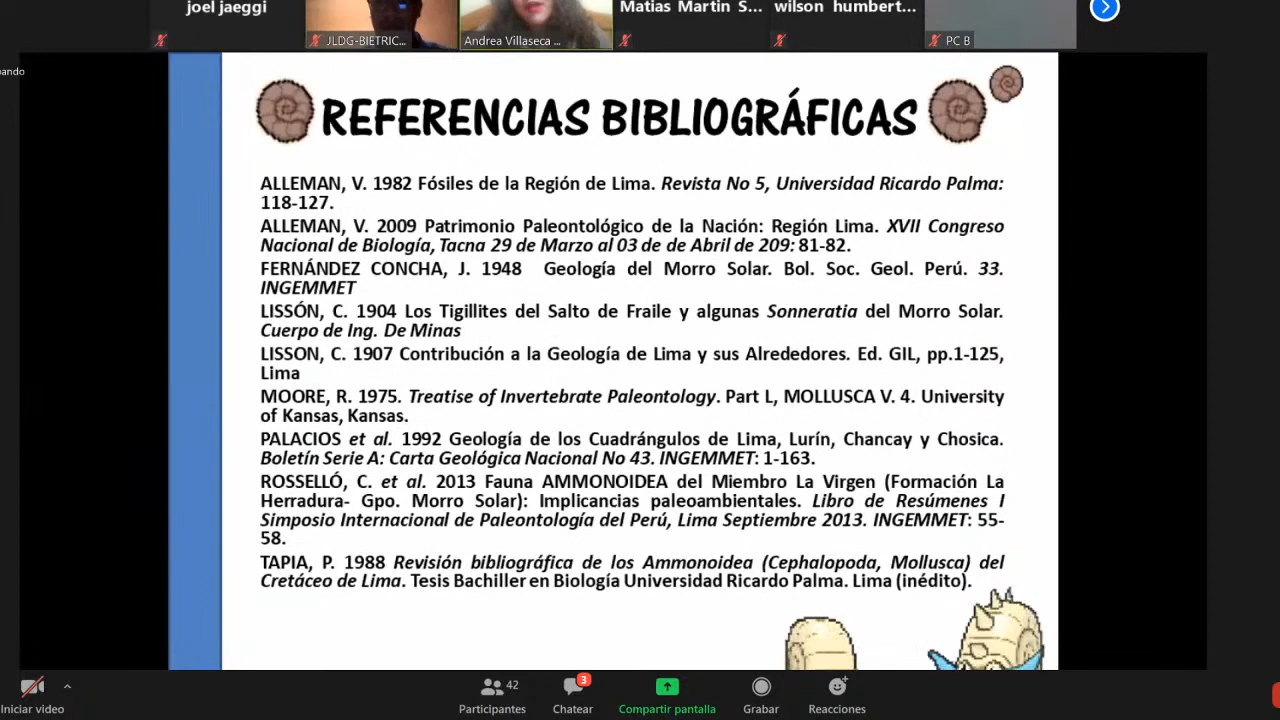 joel jaeggi
Matias Martin S...
wilson humbert...
JLDG-BIETRIC...
Andrea Villaseca ...
PC B
REFERENCIAS BIBLIOGRÁFICAS
ALLEMAN, V. 1982 Fósiles de la Región de Lima. Revista No 5, Universidad Ricardo Palma:
118-127.
ALLEMAN, V. 2009 Patrimonio Paleontológico de la Nación: Región Lima. XVII Congreso
Nacional de Biología, Tacna 29 de Marzo al 03 de de Abril de 209: 81-82.
FERNÁNDEZ CONCHA, J. 1948 Geología del Morro Solar. Bol. Soc. Geol. Perú. 33.
INGEMMET
LISSÓN, C. 1904 Los Tigillites del Salto de Fraile y algunas Sonneratia del Morro Solar.
Cuerpo de Ing. De Minas
LISSON, C. 1907 Contribución a la Geología de Lima y sus Alrededores. Ed. GIL, pp.1-125,
Lima
MOORE, R. 1975. Treatise of Invertebrate Paleontology. Part L, MOLLUSCA V. 4. University
of Kansas, Kansas.
PALACIOS et al. 1992 Geología de los Cuadrángulos de Lima, Lurín, Chancay y Chosica.
Boletín Serie A: Carta Geológica Nacional No 43. INGEMMET: 1-163.
ROSSELLÓ, C. et al. 2013 Fauna AMMONOIDEA del Miembro La Virgen (Formación La
Herradura- Gpo. Morro Solar): Implicancias paleoambientales. Libro de Resúmenes I
Simposio Internacional de Paleontología del Perú, Lima Septiembre 2013. INGEMMET: 55-
58.
TAPIA, P. 1988 Revisión bibliográfica de los Ammonoidea (Cephalopoda, Mollusca) del
Cretáceo de Lima. Tesis Bachiller en Biología Universidad Ricardo Palma. Lima (inédito).
42
3
Iniciar video
Participantes
Chatear
Compartir pantalla
Grabar
Reacciones